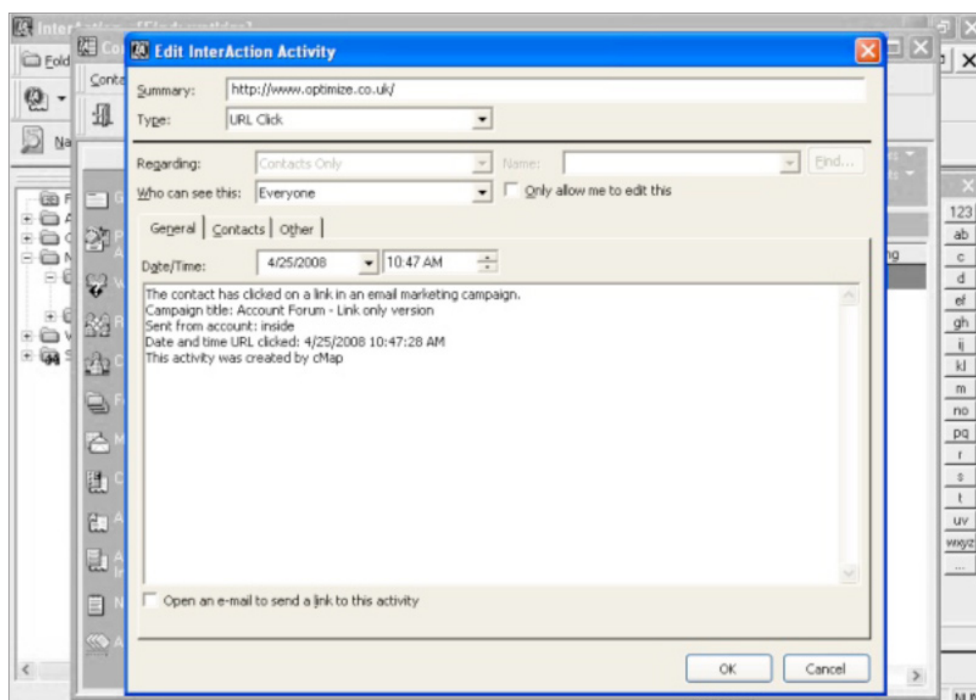 Edit InterAction Activity
Conta
Summary: http://www.optimize.co.uk/
Type: URL Click
Na
Regarding: Contacts Only Name: Find...
Who can see this: Everyone Only allow me to edit this
General Contacts Other
Date/Time: 4/25/2008 10:47 AM
The contact has clicked on a link in an email marketing campaign.
Campaign title: Account Forum - Link only version
Sent from account: inside
Date and time URL clicked: 4/25/2008 10:47:28 AM
This activity was created by cMap
Open an e-mail to send a link to this activity
OK Cancel
123
ab
c
d
ef
gh
ij
kl
m
no
pq
r
s
t
uv
wxyz
...